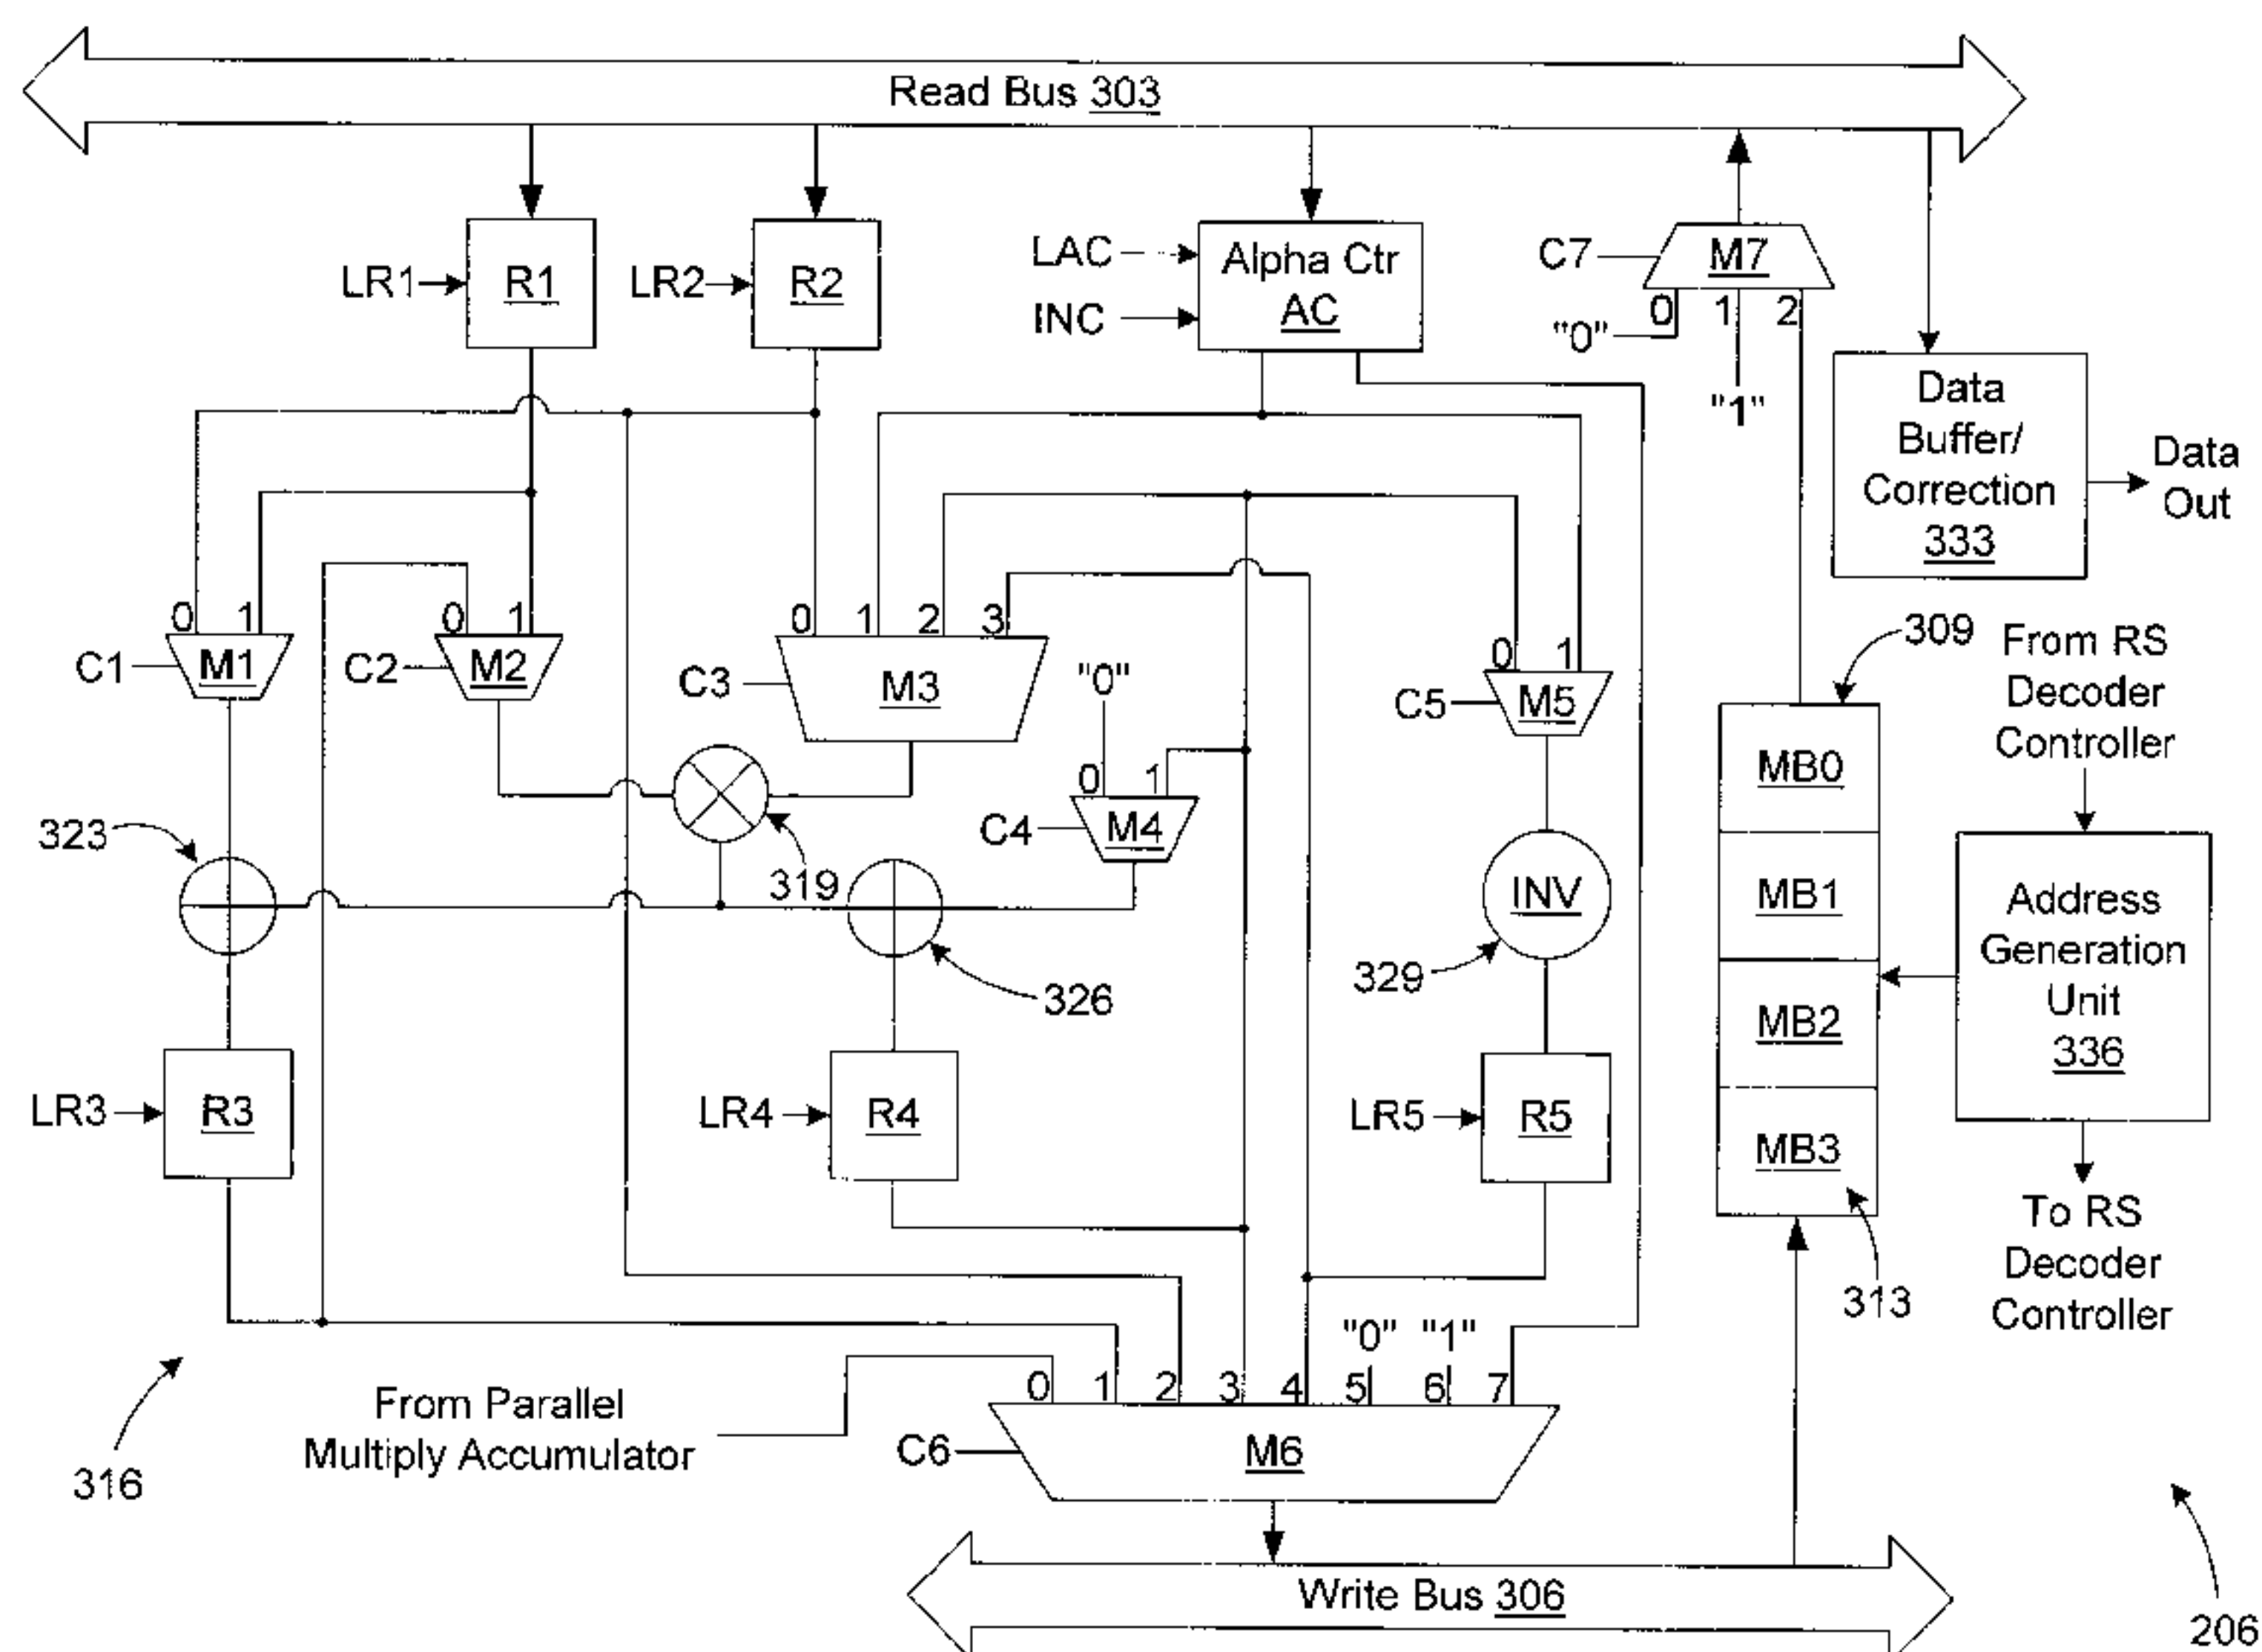 Read Bus 303
LR1
R1
LR2
R2
LAC
INC
Alpha Ctr
AC
C7
M7
0
1
2
"0"
"1"
Data
Buffer/
Correction
333
Data
Out
0
1
C1
M1
0
1
C2
M2
0
1
2
3
C3
M3
"0"
0
1
C4
M4
0
1
C5
M5
309
From RS
Decoder
Controller
MB0
MB1
MB2
MB3
323
319
326
INV
329
Address
Generation
Unit
336
LR3
R3
LR4
R4
LR5
R5
313
To RS
Decoder
Controller
"0"
"1"
0
1
2
3
4
5
6
7
From Parallel
Multiply Accumulator
C6
M6
316
Write Bus 306
206